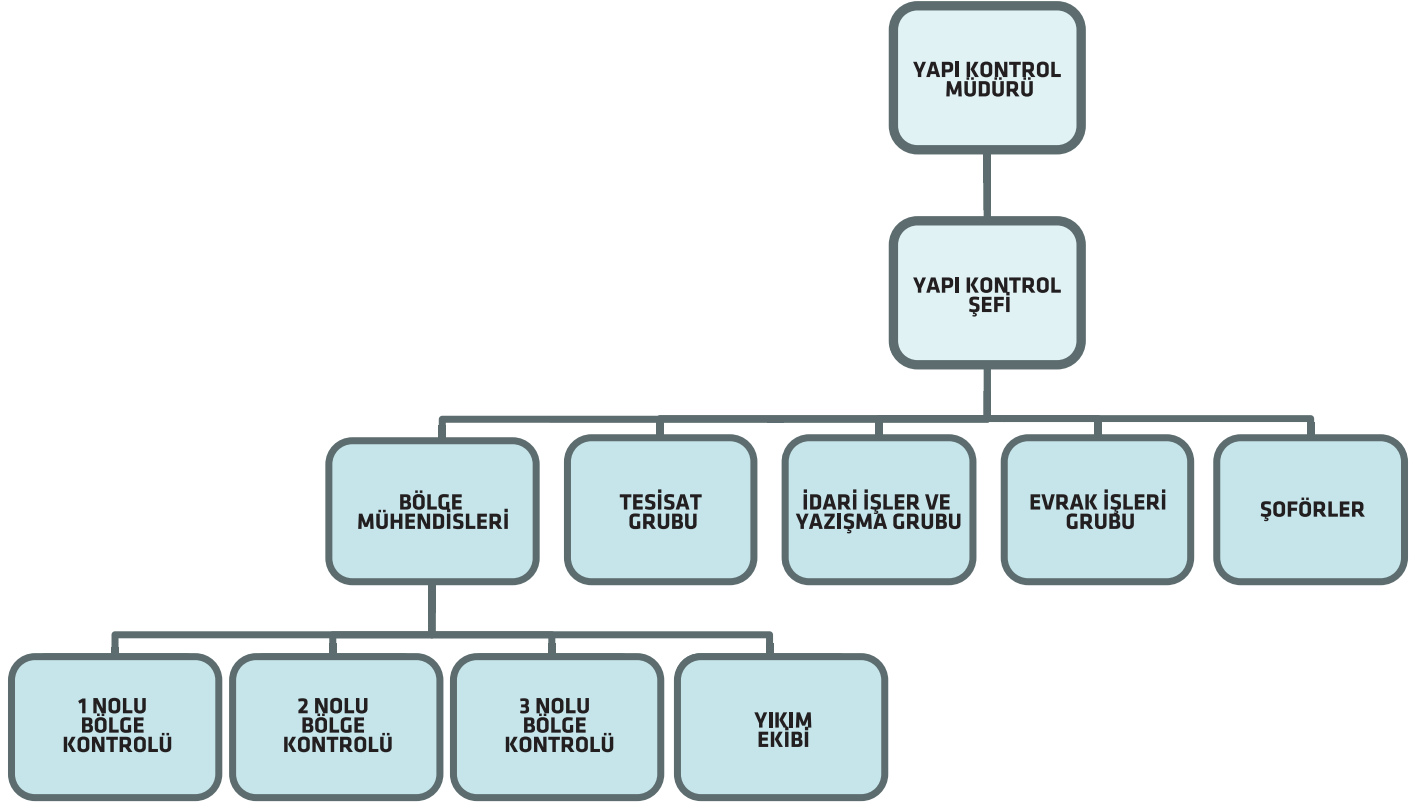 YAPI KONTROL
MÜDÜRÜ
YAPI KONTROL
ŞEFİ
BÖLGE
MÜHENDİSLERİ
TESİSAT
GRUBU
İDARİ İŞLER VE
YAZIŞMA GRUBU
EVRAK İŞLERİ
GRUBU
ŞOFÖRLER
1 NOLU
BÖLGE
KONTROLÜ
2 NOLU
BÖLGE
KONTROLÜ
3 NOLU
BÖLGE
KONTROLÜ
YIKIM
EKİBİ